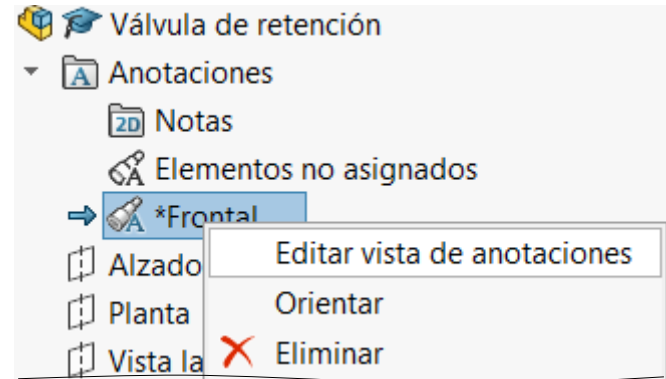 Válvula de retención
Anotaciones
2D Notas
A Elementos no asignados
*Frontal
Editar vista de anotaciones
Alzado
Orientar
Planta
Eliminar
Vista la